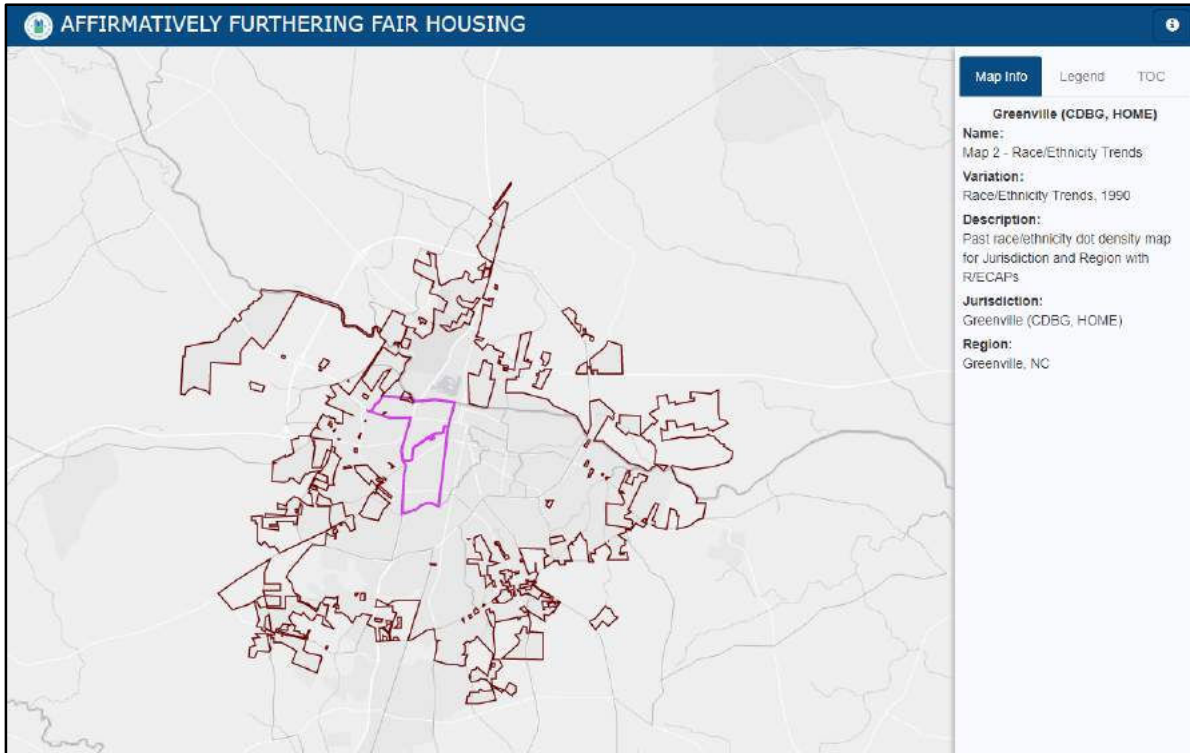 AFFIRMATIVELY FURTHERING FAIR HOUSING
Map Info Legend TOC
Greenville (CDBG, HOME)
Name:
Map 2 - Race/Ethnicity Trends
Variation:
Race/Ethnicity Trends, 1990
Description:
Past race/ethnicity dot density map
for Jurisdiction and Region with
R/ECAPs
Jurisdiction:
Greenville (CDBG, HOME)
Region:
Greenville, NC